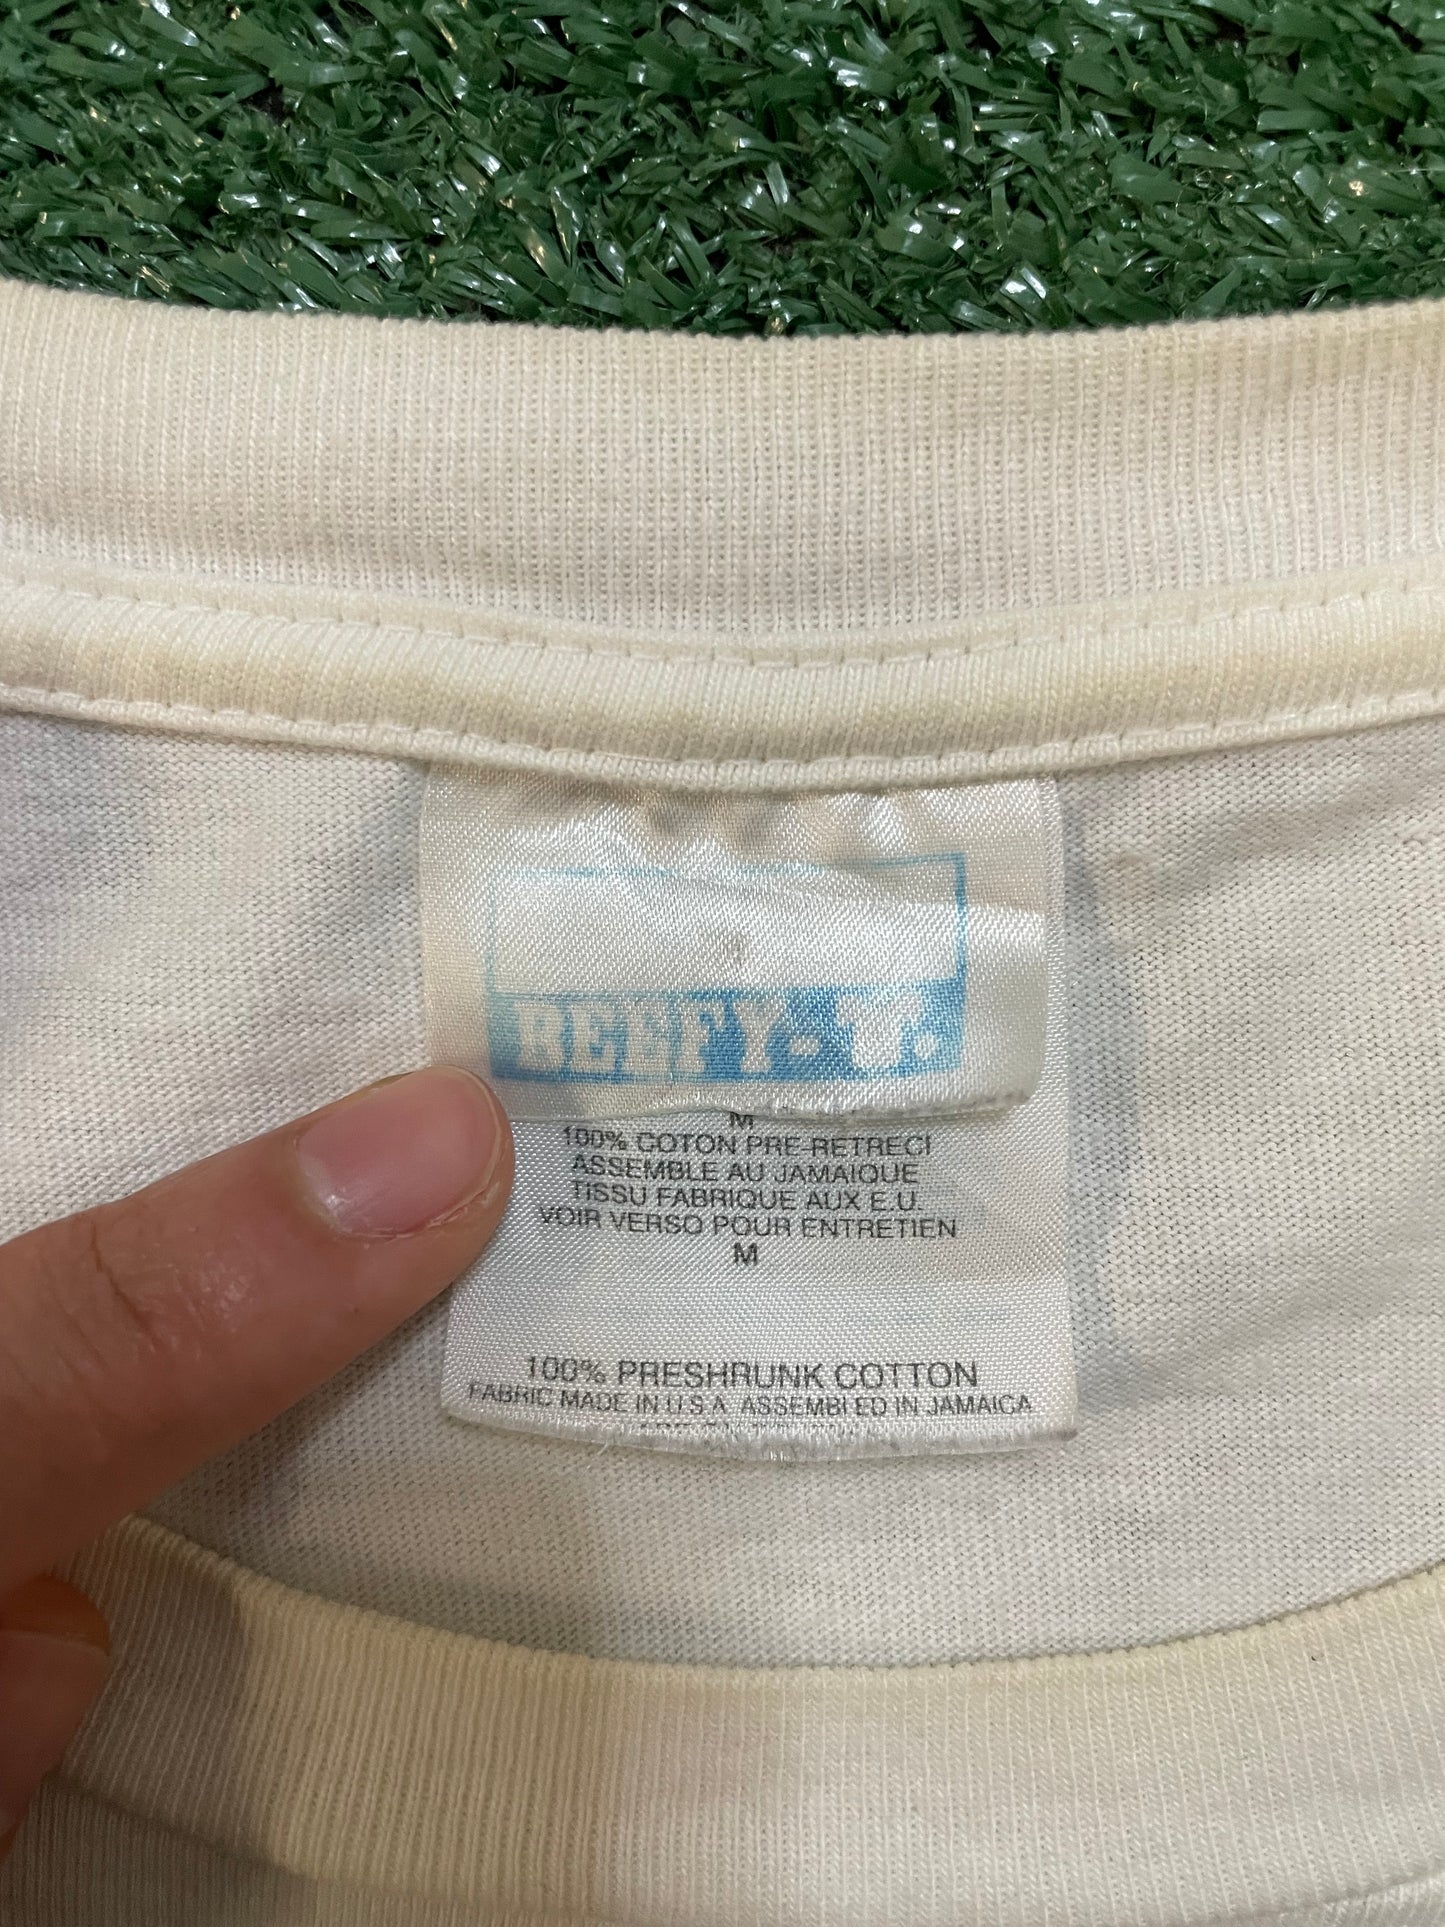 BEEFY. T.
M
100% COTON PRE-RETRECI
ASSEMBLE AU JAMAIQUE
TISSU FABRIQUE AUX E.U.
VOIR VERSO POUR ENTRETIEN
M
100% PRESHRUNK COTTON
FABRIC MADE IN U.S.A. ASSEMBLED IN JAMAICA